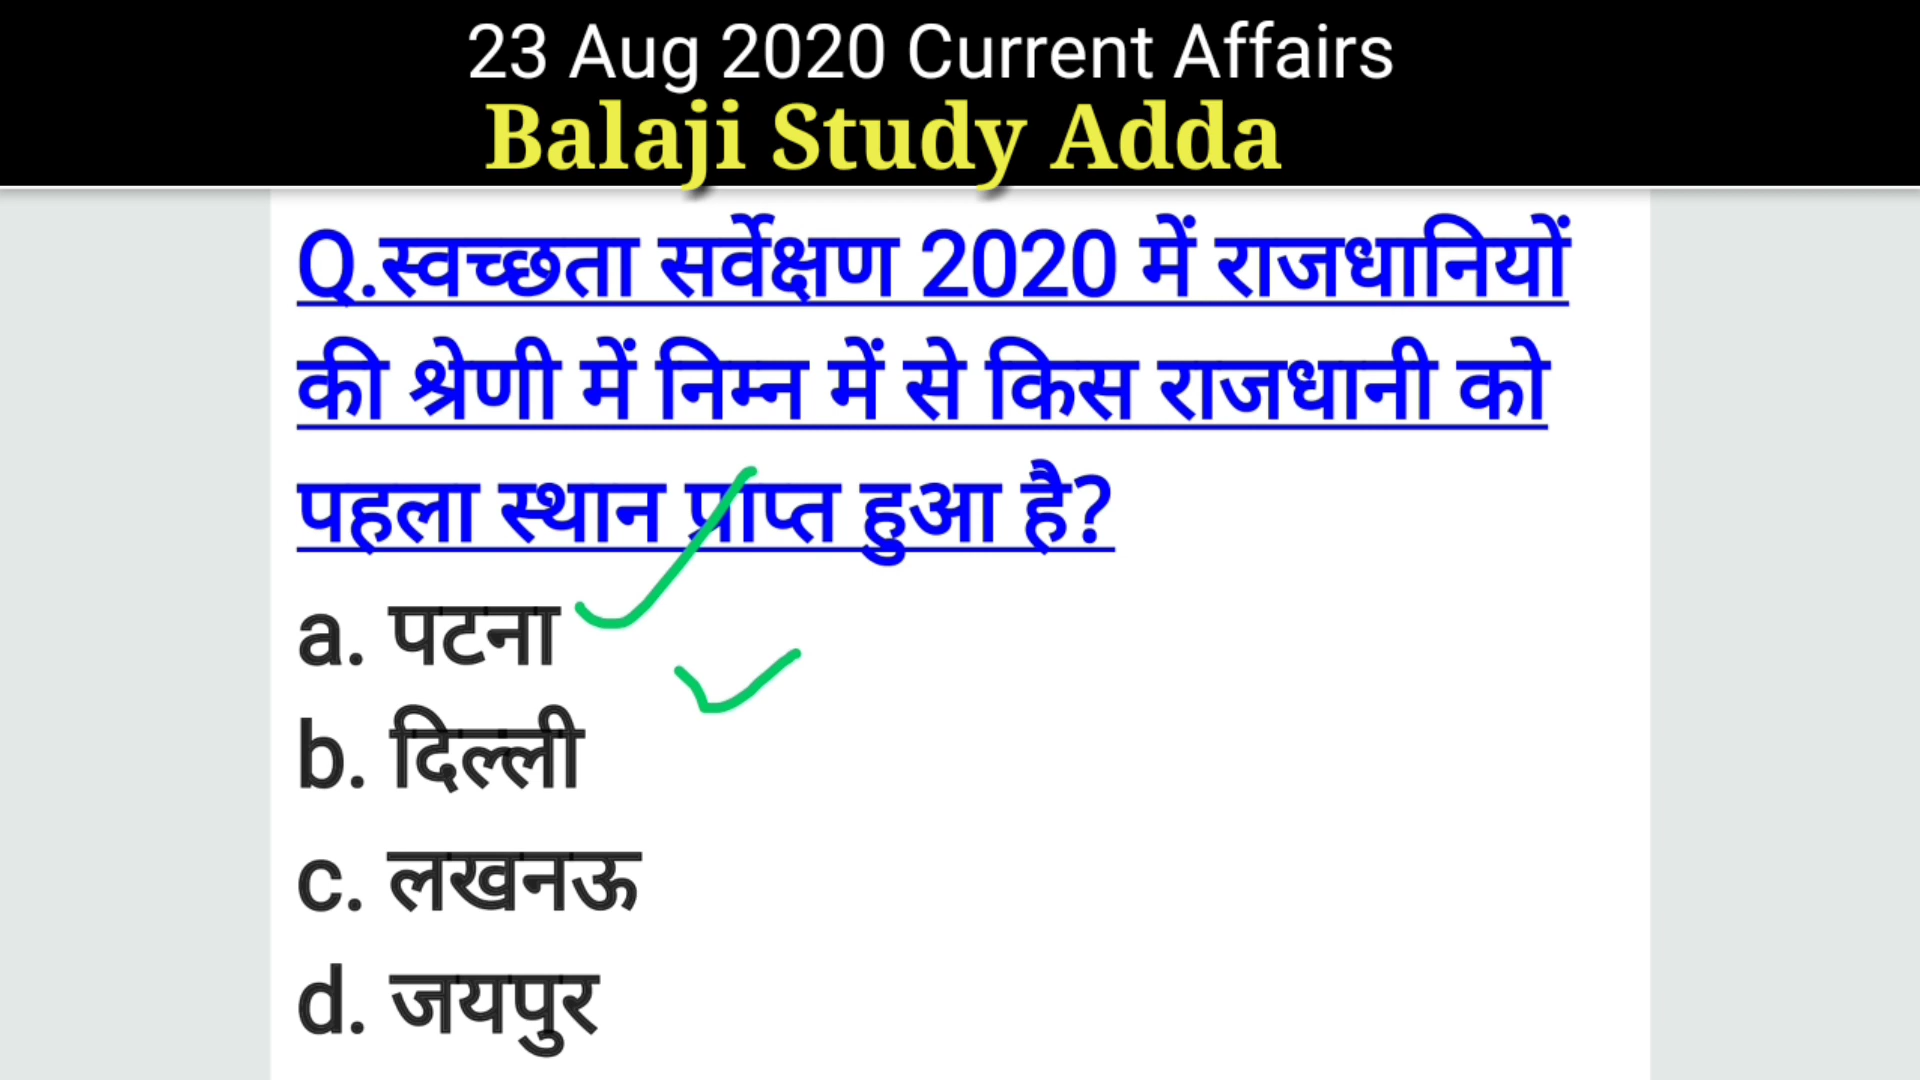 23 Aug 2020 Current Affairs
Balaji Study Adda
Q.स्वच्छता सर्वेक्षण 2020 में राजधानियों
की श्रेणी में निम्न में से किस राजधानी को
पहला स्थान प्राप्त हुआ है?
a. पटना
b. दिल्ली
c. लखनऊ
d. जयपुर